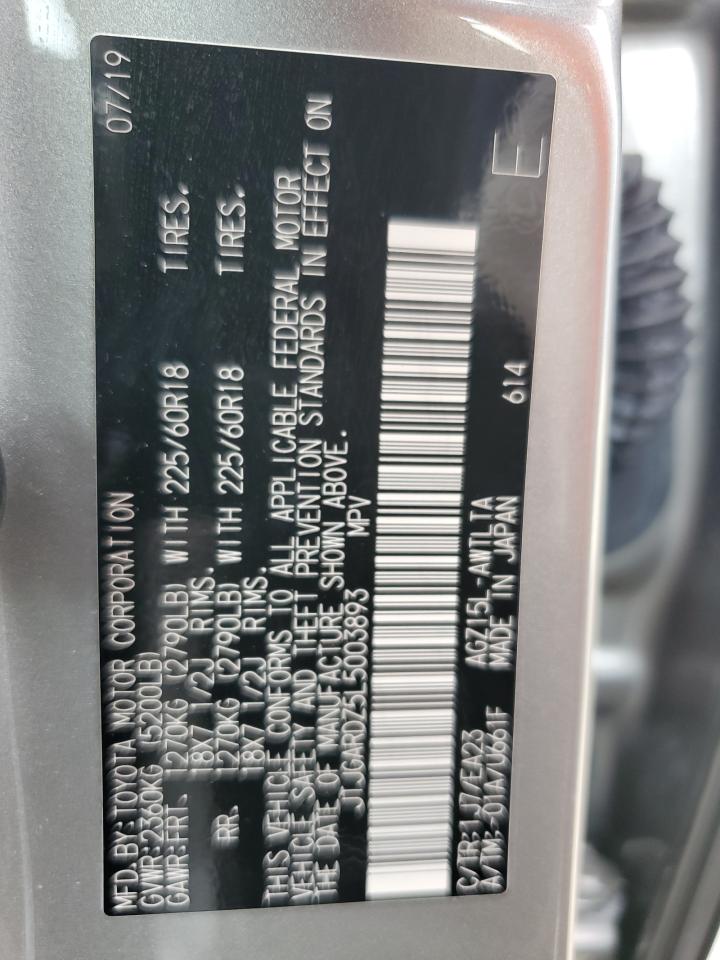 MFD.BY:TOYOTA MOTOR CORPORATION 07/19
GVWR:2360KG (5200LB)
GAWR:FRT. 1270KG (2790LB) WITH 225/60R18 TIRES.
18X7 1/2J RIMS.
RR. 1270KG (2790LB) WITH 225/60R18 TIRES.
18X7 1/2J RIMS.
THIS VEHICLE CONFORMS TO ALL APPLICABLE FEDERAL MOTOR
VEHICLE SAFETY AND THEFT PREVENTION STANDARDS IN EFFECT ON
THE DATE OF MANUFACTURE SHOWN ABOVE.
JTJGARDZ5L5003893 MPV
C/TR:1J7/EA23 AGZ15L-AWTLTA
A/TM:-01A/U661F MADE IN JAPAN 614 E